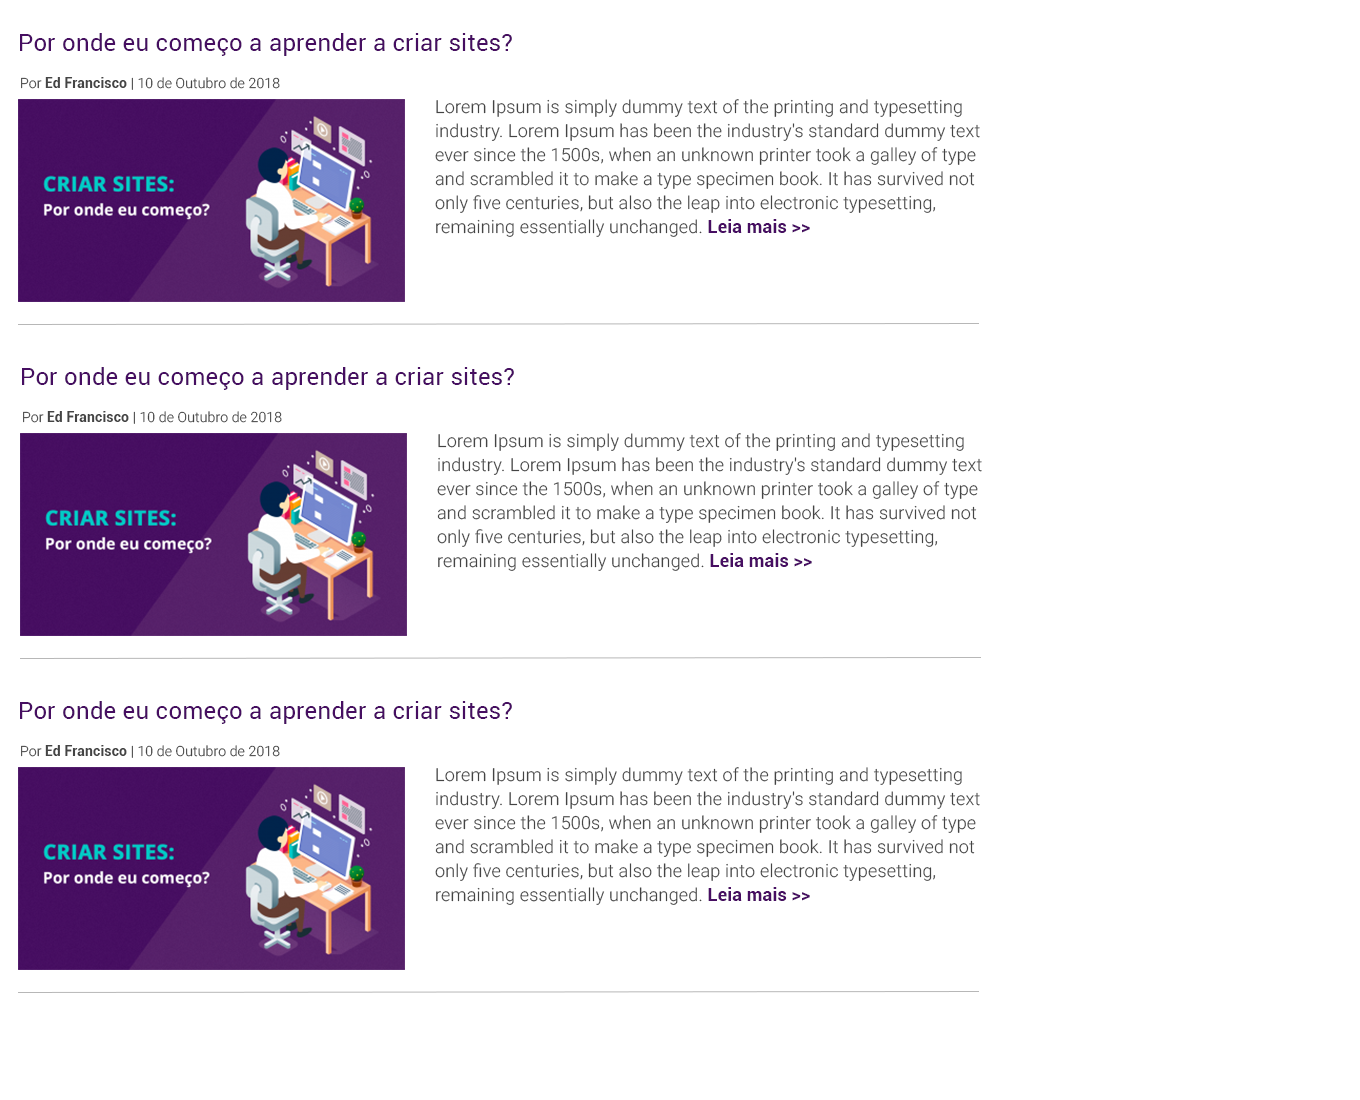 Por onde eu começo a aprender a criar sites?
Por Ed Francisco | 10 de Outubro de 2018
CRIAR SITES:
Por onde eu começo?
Lorem Ipsum is simply dummy text of the printing and typesetting
industry. Lorem Ipsum has been the industry's standard dummy text
ever since the 1500s, when an unknown printer took a galley of type
and scrambled it to make a type specimen book. It has survived not
only five centuries, but also the leap into electronic typesetting,
remaining essentially unchanged. Leia mais >>
Por onde eu começo a aprender a criar sites?
Por Ed Francisco | 10 de Outubro de 2018
CRIAR SITES:
Por onde eu começo?
Lorem Ipsum is simply dummy text of the printing and typesetting
industry. Lorem Ipsum has been the industry's standard dummy text
ever since the 1500s, when an unknown printer took a galley of type
and scrambled it to make a type specimen book. It has survived not
only five centuries, but also the leap into electronic typesetting,
remaining essentially unchanged. Leia mais >>
Por onde eu começo a aprender a criar sites?
Por Ed Francisco | 10 de Outubro de 2018
CRIAR SITES:
Por onde eu começo?
Lorem Ipsum is simply dummy text of the printing and typesetting
industry. Lorem Ipsum has been the industry's standard dummy text
ever since the 1500s, when an unknown printer took a galley of type
and scrambled it to make a type specimen book. It has survived not
only five centuries, but also the leap into electronic typesetting,
remaining essentially unchanged. Leia mais >>